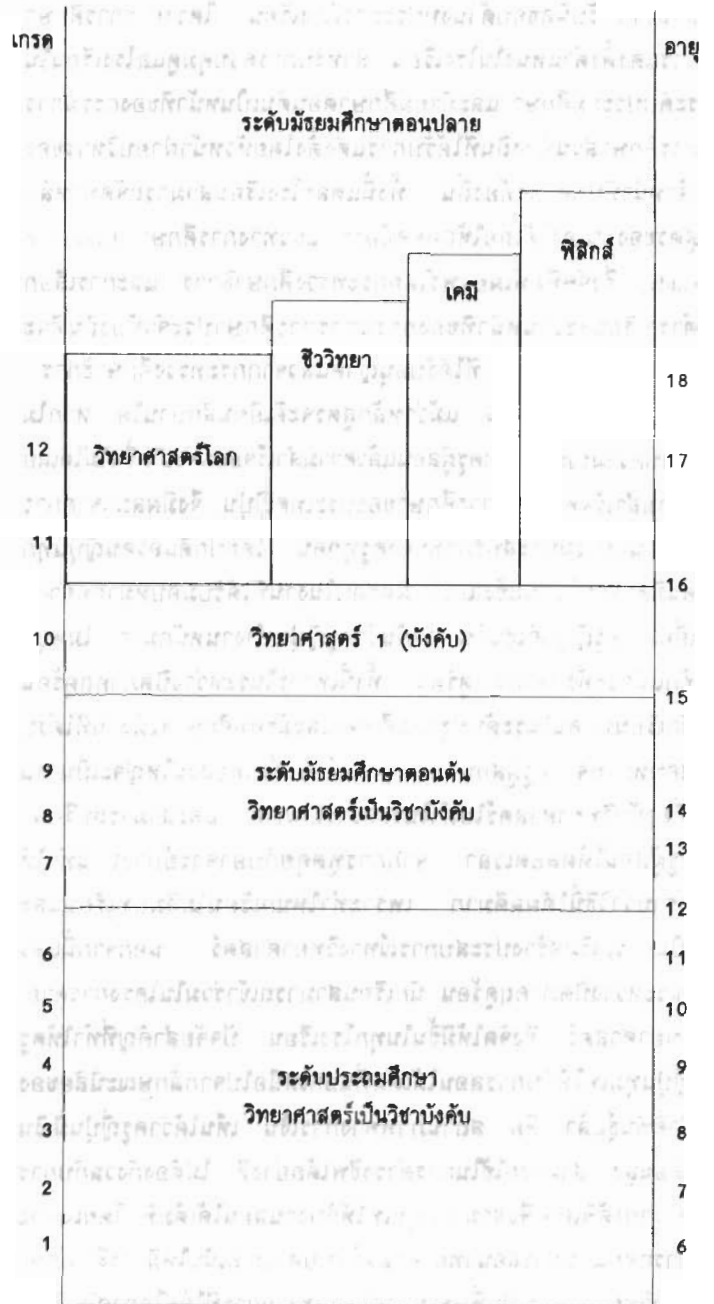 เกรด อายุ
ระดับมัธยมศึกษาตอนปลาย
ฟิสิกส์
เคมี
ชีววิทยา
18
12 วิทยาศาสตร์โลก 17
11
16
10 วิทยาศาสตร์ 1 (บังคับ)
15
9 ระดับมัธยมศึกษาตอนต้น
8 วิทยาศาสตร์เป็นวิชาบังคับ 14
13
7
12
6 11
5 10
4 ระดับประถมศึกษา 9
3 วิทยาศาสตร์เป็นวิชาบังคับ 8
2 7
1 6